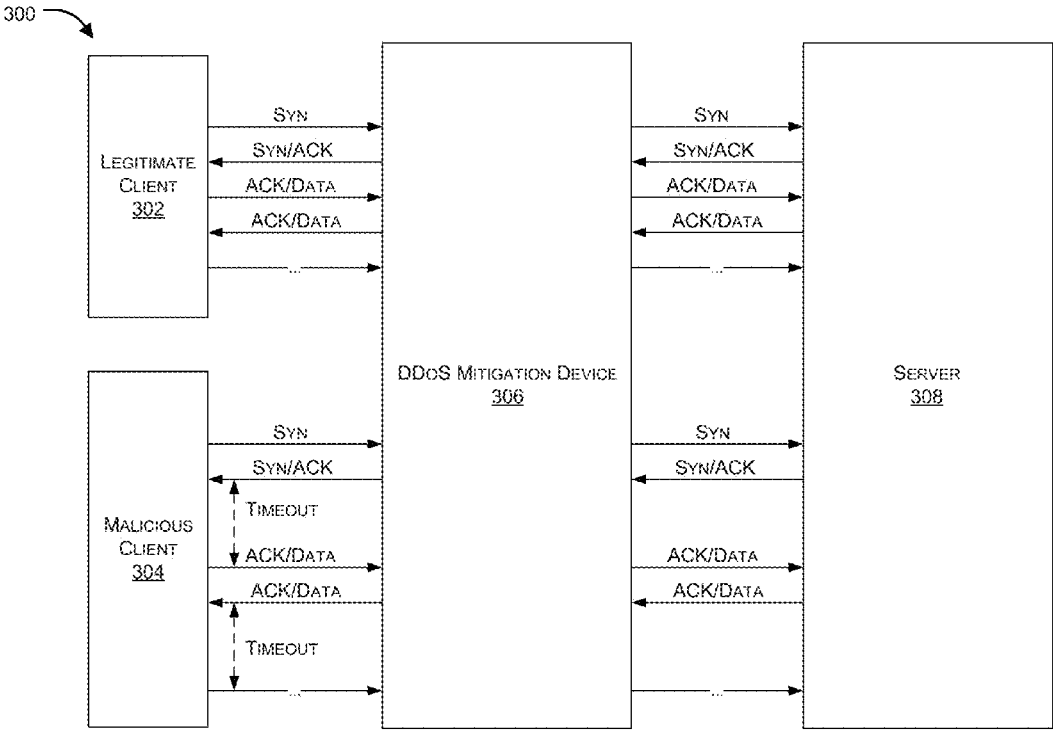 300
SYN
SYN
LEGITIMATE
CLIENT
302
SYN/ACK
SYN/ACK
ACK/DATA
ACK/DATA
ACK/DATA
ACK/DATA
...
...
DDOS MITIGATION DEVICE
306
SERVER
308
SYN
SYN
SYN/ACK
SYN/ACK
TIMEOUT
MALICIOUS
CLIENT
304
ACK/DATA
ACK/DATA
ACK/DATA
ACK/DATA
TIMEOUT
...
...